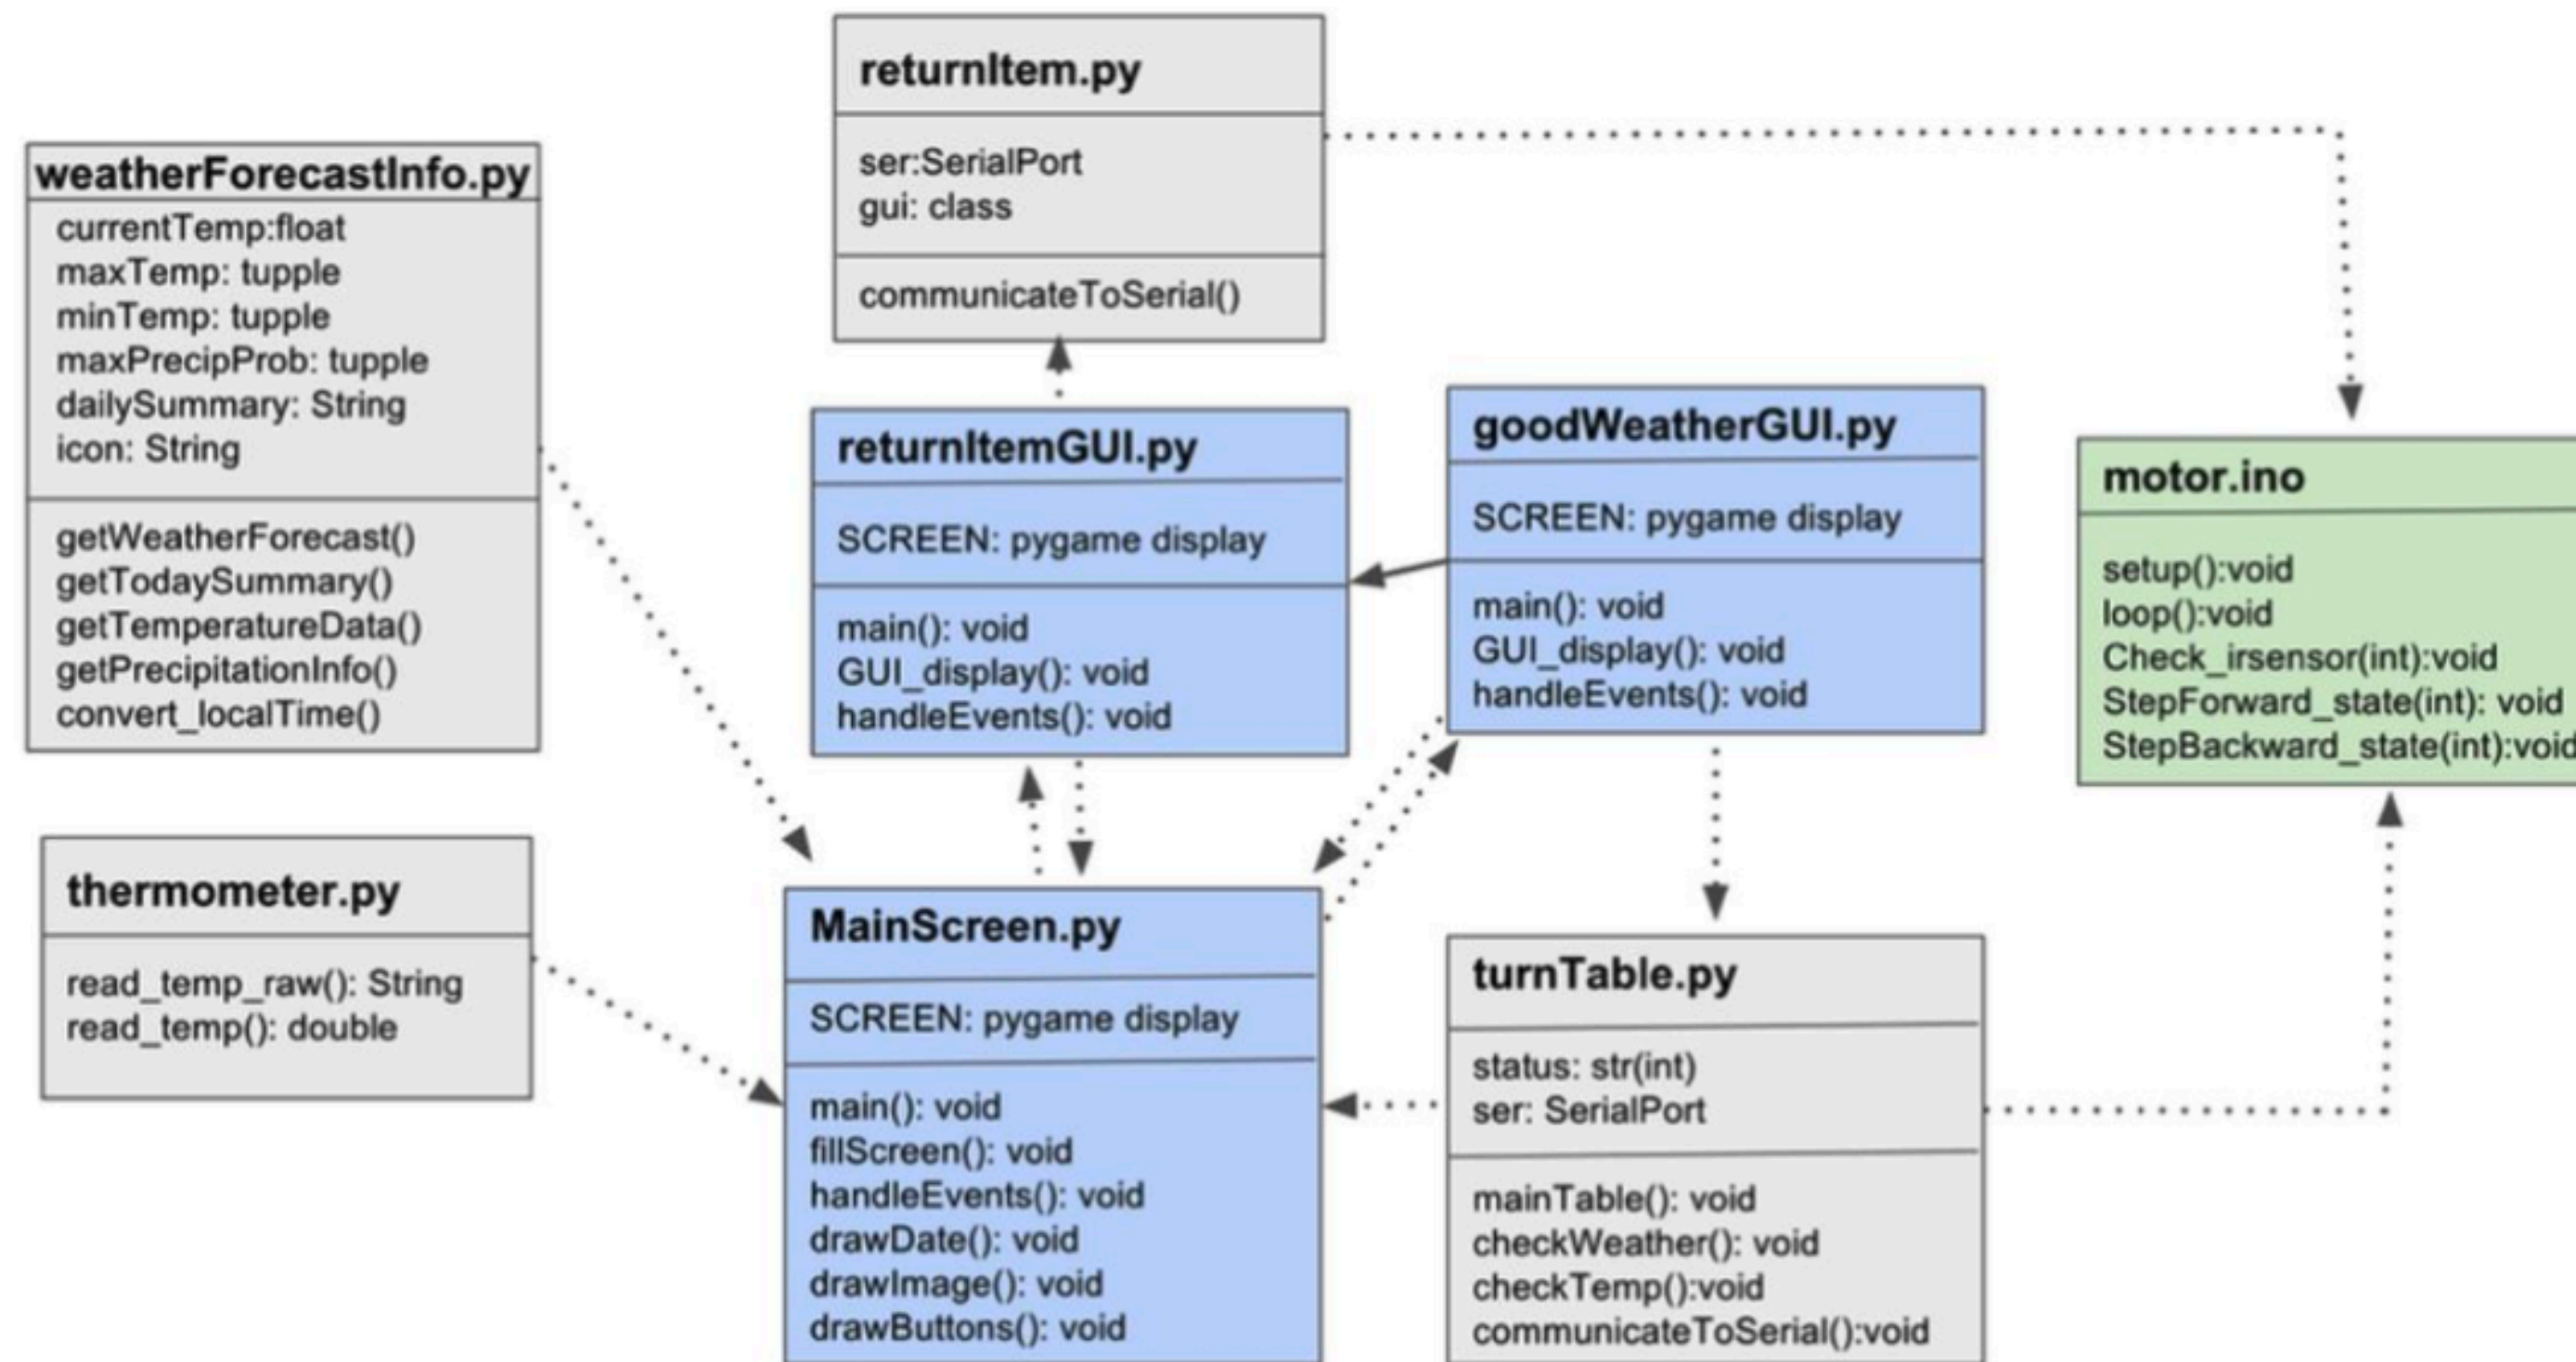 returnItem.py
ser:SerialPort
gui: class
communicateToSerial()
weatherForecastInfo.py
currentTemp:float
maxTemp: tupple
minTemp: tupple
maxPrecipProb: tupple
dailySummary: String
icon: String
getWeatherForecast()
getTodaySummary()
getTemperatureData()
getPrecipitationInfo()
convert_localTime()
returnItemGUI.py
SCREEN: pygame display
main(): void
GUI_display(): void
handleEvents(): void
goodWeatherGUI.py
SCREEN: pygame display
main(): void
GUI_display(): void
handleEvents(): void
motor.ino
setup():void
loop():void
Check_irsensor(int):void
StepForward_state(int): void
StepBackward_state(int):void
thermometer.py
read_temp_raw(): String
read_temp(): double
MainScreen.py
SCREEN: pygame display
main(): void
fillScreen(): void
handleEvents(): void
drawDate(): void
drawImage(): void
drawButtons(): void
turnTable.py
status: str(int)
ser: SerialPort
mainTable(): void
checkWeather(): void
checkTemp():void
communicateToSerial():void